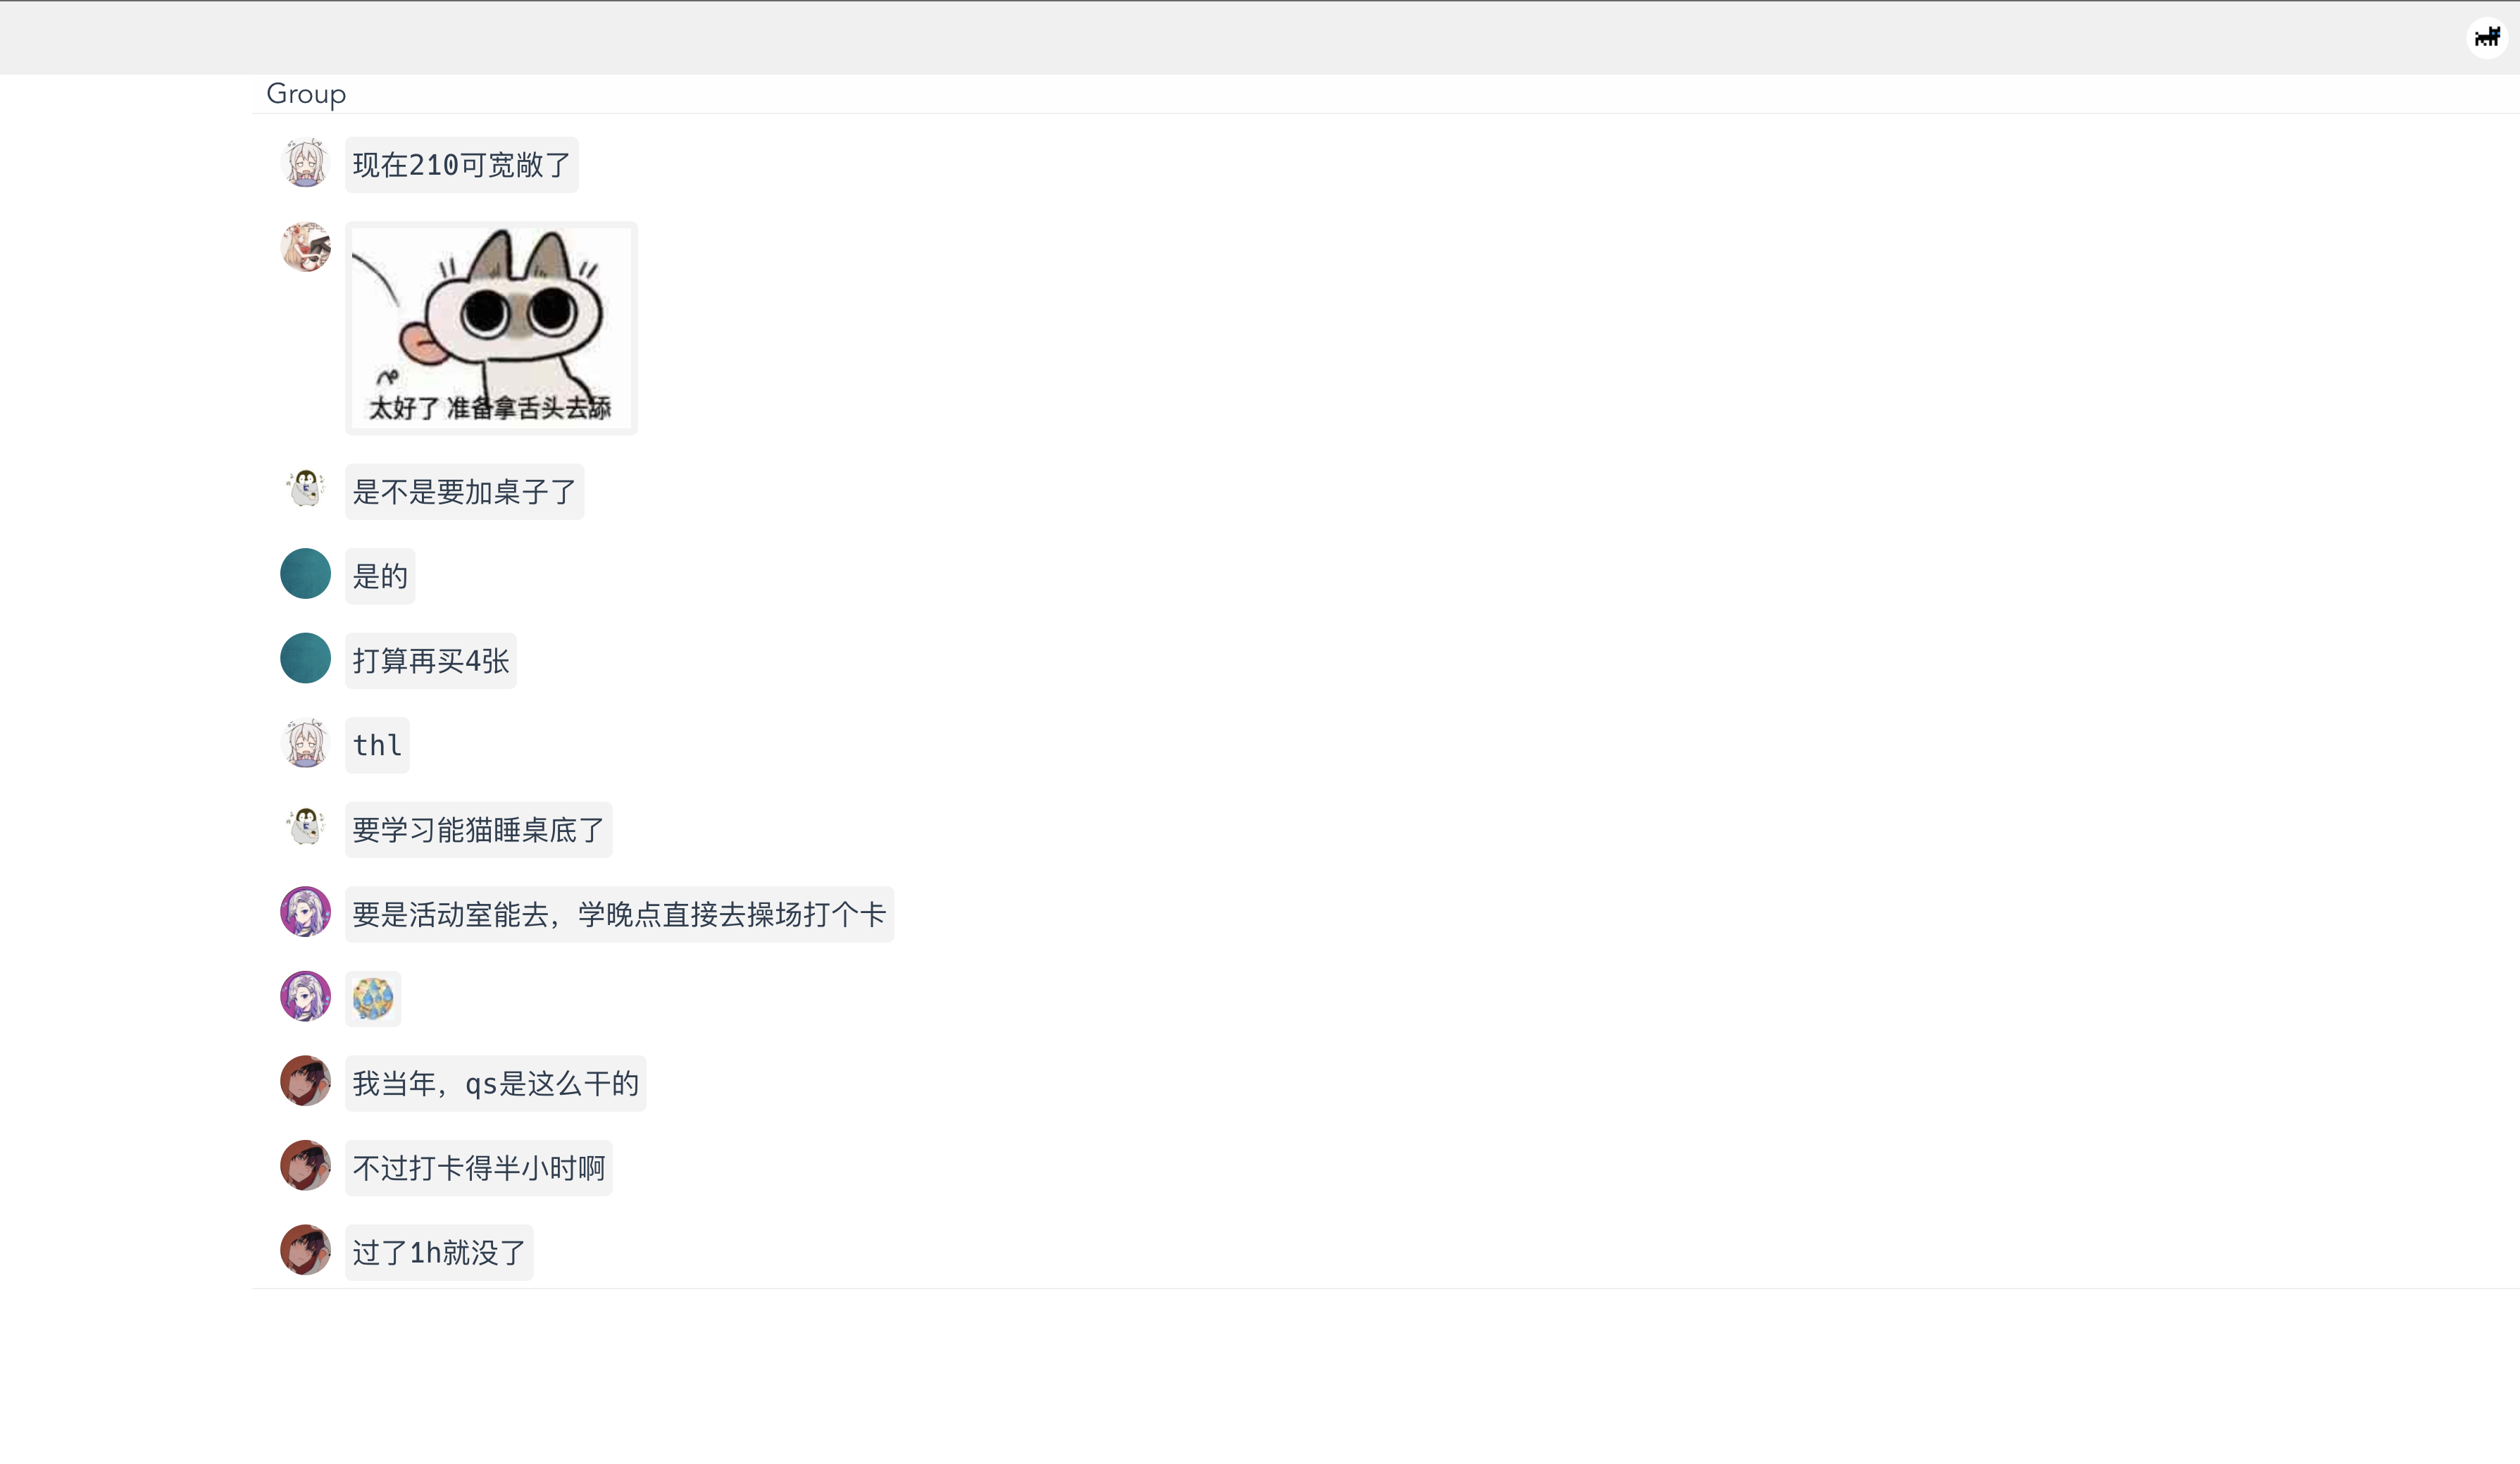 Group
现在210可宽敞了
太好了 准备拿舌头去舔
是不是要加桌子了
是的
打算再买4张
thl
要学习能猫睡桌底了
要是活动室能去，学晚点直接去操场打个卡
我当年，qs是这么干的
不过打卡得半小时啊
过了1h就没了